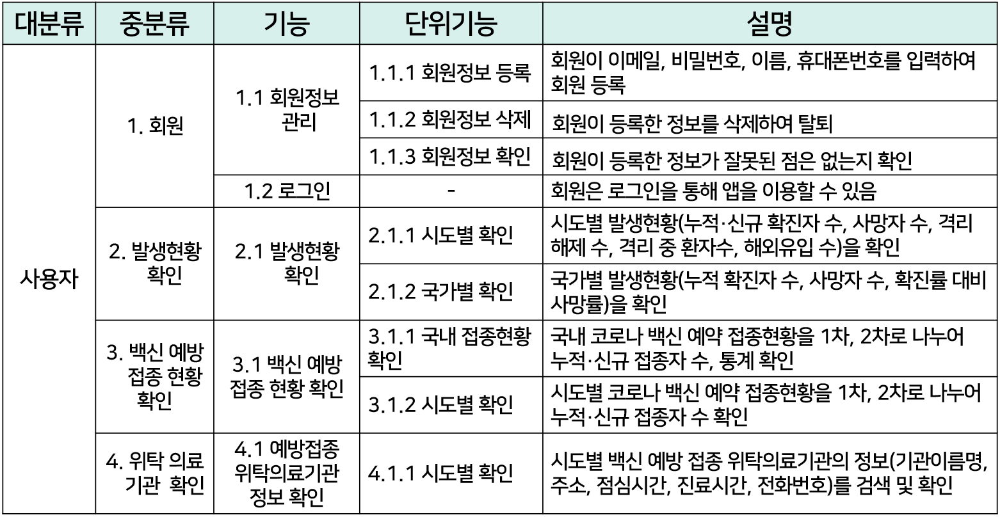 대분류 중분류 기능 단위기능 설명
사용자
1. 회원
1.1 회원정보
관리
1.1.1 회원정보 등록
회원이 이메일, 비밀번호, 이름, 휴대폰번호를 입력하여
회원 등록
1.1.2 회원정보 삭제
회원이 등록한 정보를 삭제하여 탈퇴
1.1.3 회원정보 확인
회원이 등록한 정보가 잘못된 점은 없는지 확인
1.2 로그인
-
회원은 로그인을 통해 앱을 이용할 수 있음
2. 발생현황
확인
2.1 발생현황
확인
2.1.1 시도별 확인
시도별 발생현황(누적·신규 확진자 수, 사망자 수, 격리
해제 수, 격리 중 환자수, 해외유입 수)을 확인
2.1.2 국가별 확인
국가별 발생현황(누적 확진자 수, 사망자 수, 확진률 대비
사망률)을 확인
3. 백신 예방
접종 현황
확인
3.1 백신 예방
접종 현황 확인
3.1.1 국내 접종현황
확인
국내 코로나 백신 예약 접종현황을 1차, 2차로 나누어
누적·신규 접종자 수, 통계 확인
3.1.2 시도별 확인
시도별 코로나 백신 예약 접종현황을 1차, 2차로 나누어
누적·신규 접종자 수 확인
4. 위탁 의료
기관 확인
4.1 예방접종
위탁의료기관
정보 확인
4.1.1 시도별 확인
시도별 백신 예방 접종 위탁의료기관의 정보(기관이름명,
주소, 점심시간, 진료시간, 전화번호)를 검색 및 확인